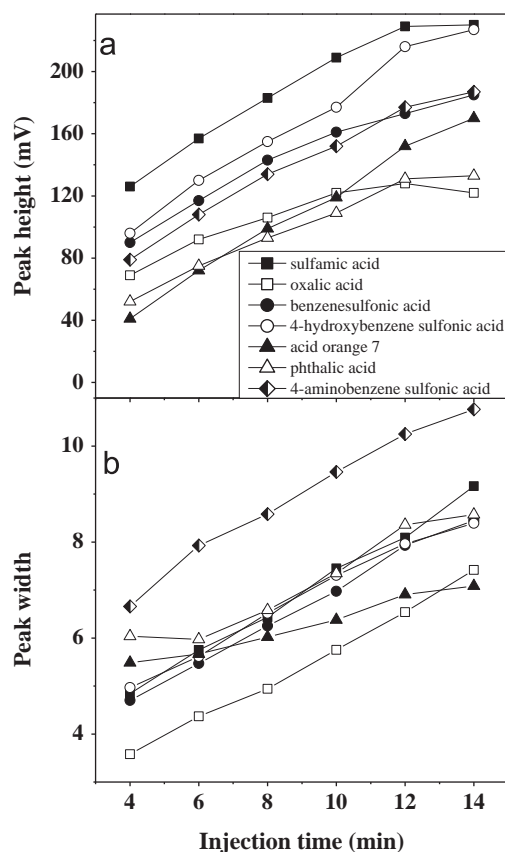 a
220
200
160
120
80
40
0
Peak height (mV)
sulfamic acid
oxalic acid
benzenesulfonic acid
4-hydroxybenzene sulfonic acid
acid orange 7
phthalic acid
4-aminobenzene sulfonic acid
b
10
8
6
4
Peak width
4 6 8 10 12 14
Injection time (min)